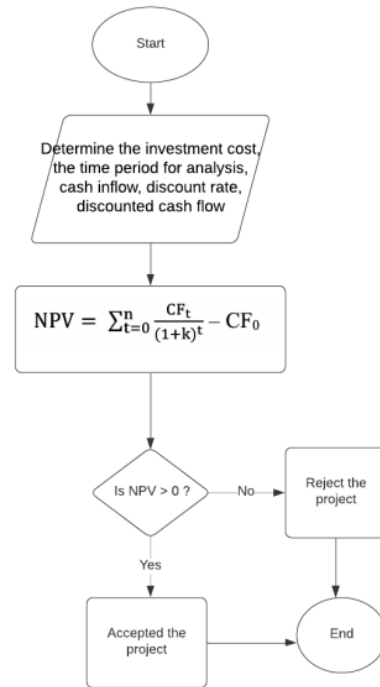 Start
Determine the investment cost,
the time period for analysis,
cash inflow, discount rate,
discounted cash flow
NPV = ∑ⁿₜ₌₀ CFₜ/(1+k)ᵗ − CF₀
Is NPV > 0 ?
No
Reject the
project
Yes
Accepted the
project
End